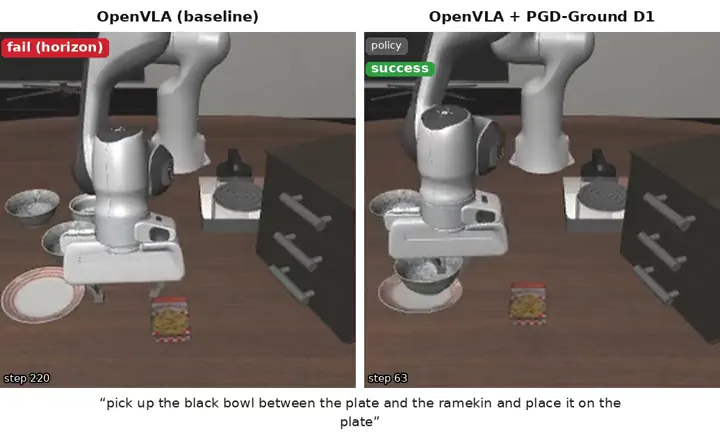 OpenVLA (baseline)
OpenVLA + PGD-Ground D1
fail (horizon)
policy
success
step 220
step 63
“pick up the black bowl between the plate and the ramekin and place it on the
plate”